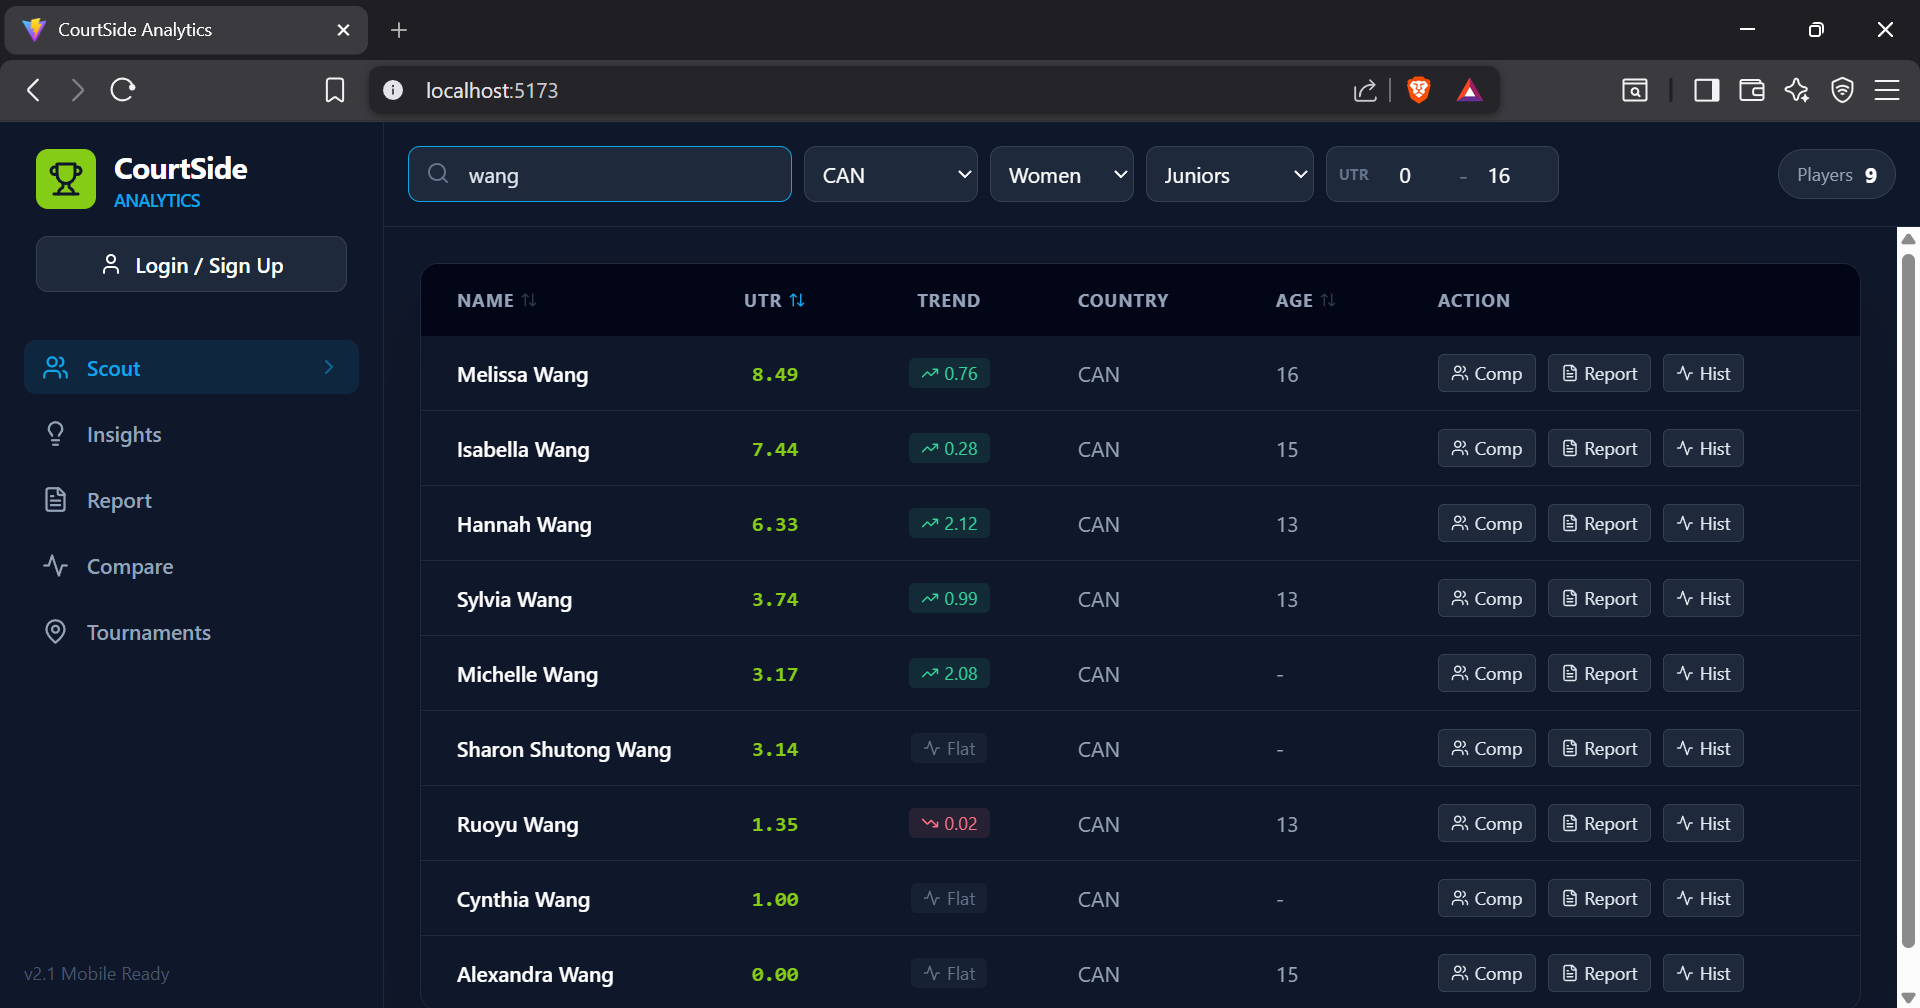 CourtSide Analytics
localhost:5173
CourtSide
ANALYTICS
Login / Sign Up
Scout
Insights
Report
Compare
Tournaments
v2.1 Mobile Ready
wang
CAN
Women
Juniors
UTR 0 - 16
Players 9
NAME UTR TREND COUNTRY AGE ACTION
Melissa Wang 8.49 0.76 CAN 16 Comp Report Hist
Isabella Wang 7.44 0.28 CAN 15 Comp Report Hist
Hannah Wang 6.33 2.12 CAN 13 Comp Report Hist
Sylvia Wang 3.74 0.99 CAN 13 Comp Report Hist
Michelle Wang 3.17 2.08 CAN - Comp Report Hist
Sharon Shutong Wang 3.14 Flat CAN - Comp Report Hist
Ruoyu Wang 1.35 0.02 CAN 13 Comp Report Hist
Cynthia Wang 1.00 Flat CAN - Comp Report Hist
Alexandra Wang 0.00 Flat CAN 15 Comp Report Hist